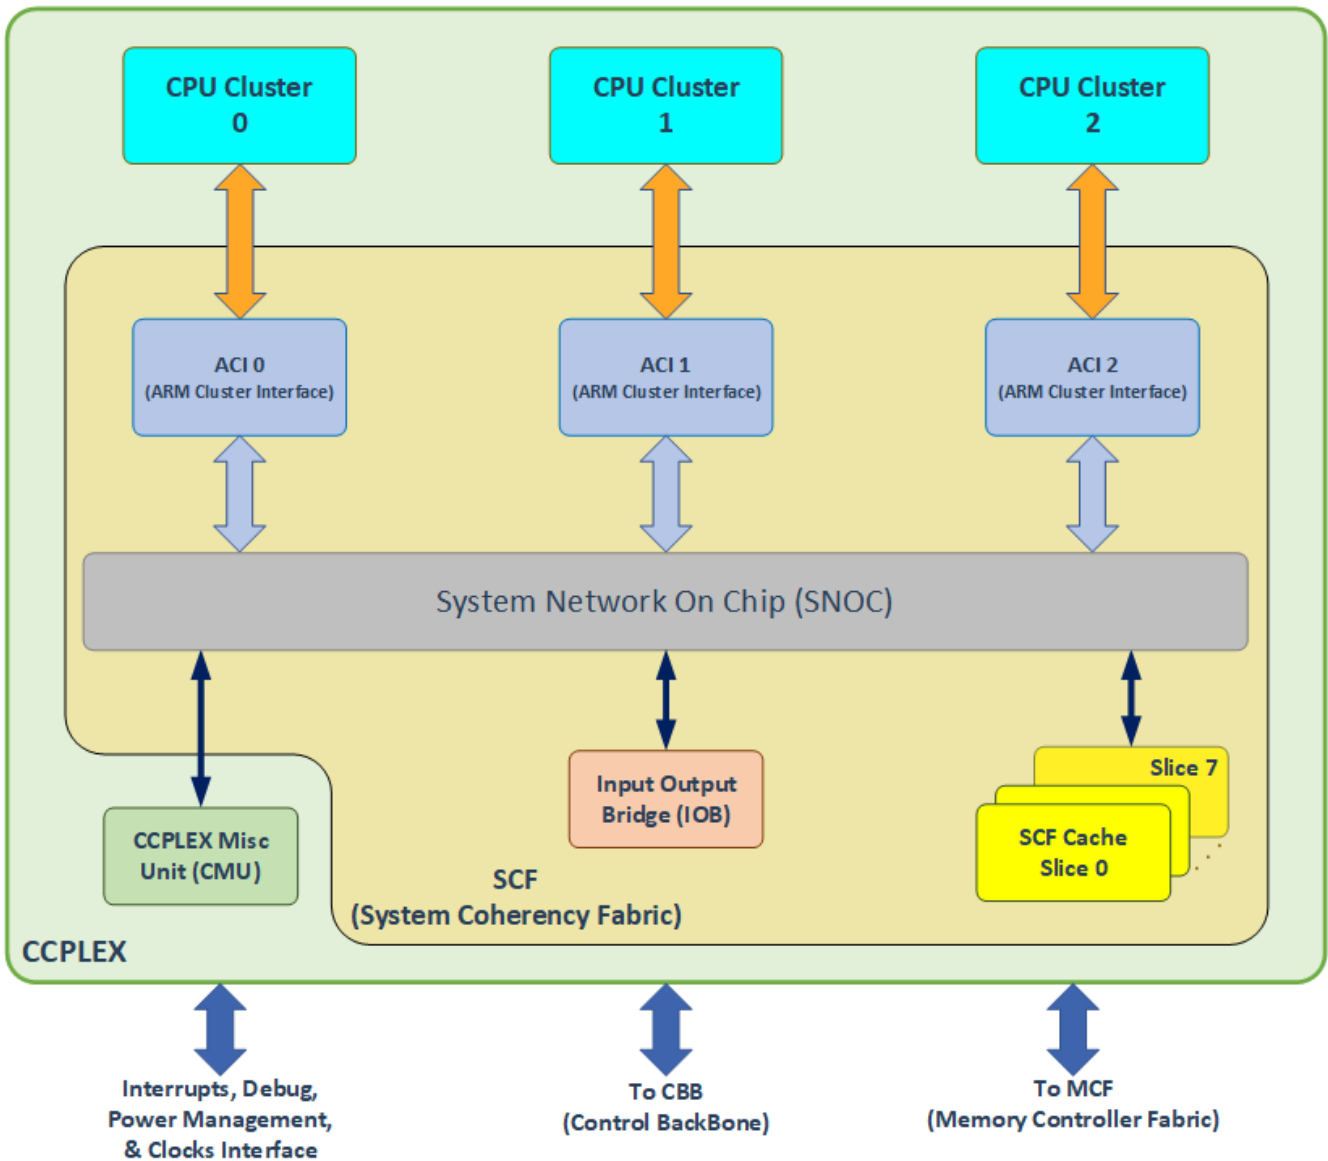 CPU Cluster
0
CPU Cluster
1
CPU Cluster
2
ACI 0
(ARM Cluster Interface)
ACI 1
(ARM Cluster Interface)
ACI 2
(ARM Cluster Interface)
System Network On Chip (SNOC)
CCPLEX Misc
Unit (CMU)
Input Output
Bridge (IOB)
Slice 7
SCF Cache
Slice 0
SCF
(System Coherency Fabric)
CCPLEX
Interrupts, Debug,
Power Management,
& Clocks Interface
To CBB
(Control BackBone)
To MCF
(Memory Controller Fabric)